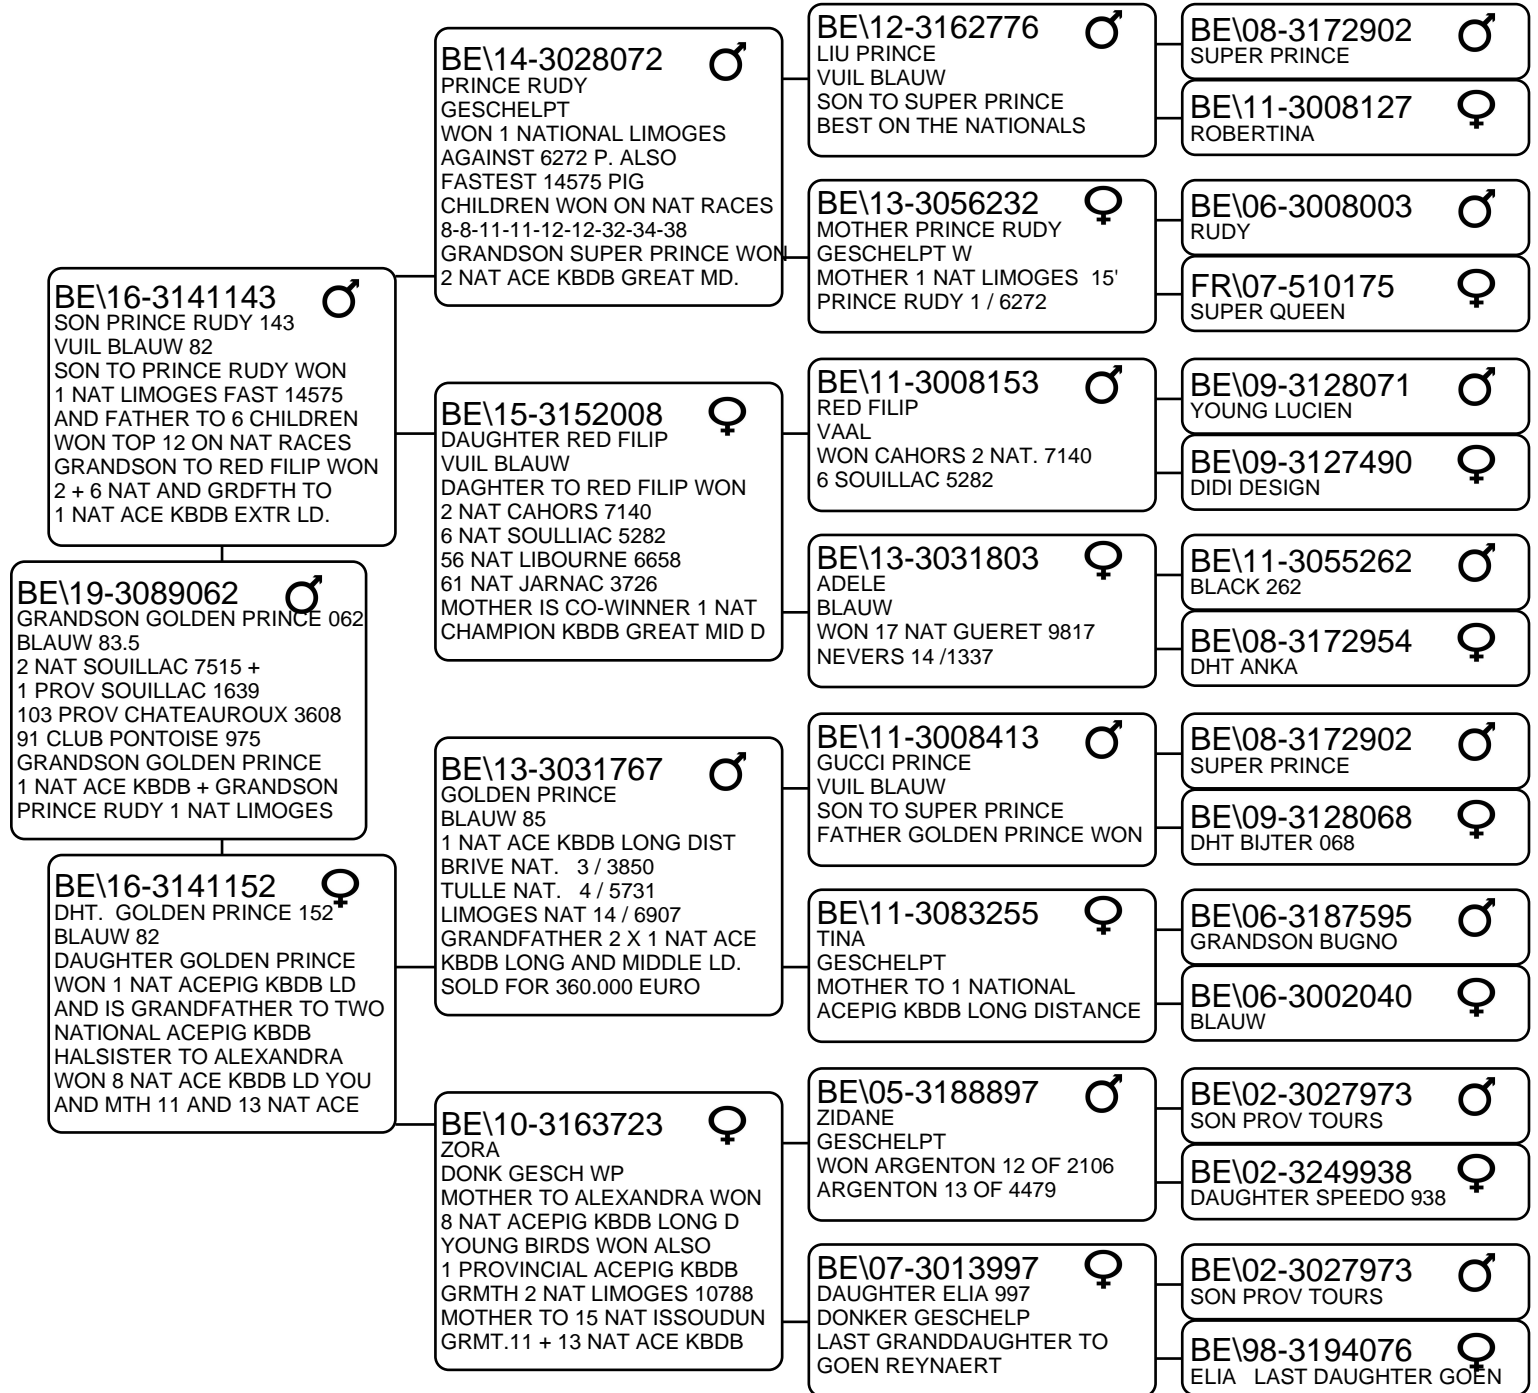 BE\19-3089062
GRANDSON GOLDEN PRINCE 062
BLAUW 83.5
2 NAT SOUILLAC 7515 +
1 PROV SOUILLAC 1639
103 PROV CHATEAUROUX 3608
91 CLUB PONTOISE 975
GRANDSON GOLDEN PRINCE
1 NAT ACE KBDB + GRANDSON
PRINCE RUDY 1 NAT LIMOGES
BE\16-3141143
SON PRINCE RUDY 143
VUIL BLAUW 82
SON TO PRINCE RUDY WON
1 NAT LIMOGES FAST 14575
AND FATHER TO 6 CHILDREN
WON TOP 12 ON NAT RACES
GRANDSON TO RED FILIP WON
2 + 6 NAT AND GRDFTH TO
1 NAT ACE KBDB EXTR LD.
BE\16-3141152
DHT.  GOLDEN PRINCE 152
BLAUW 82
DAUGHTER GOLDEN PRINCE
WON 1 NAT ACEPIG KBDB LD
AND IS GRANDFATHER TO TWO
NATIONAL ACEPIG KBDB
HALSISTER TO ALEXANDRA
WON 8 NAT ACE KBDB LD YOU
AND MTH 11 AND 13 NAT ACE
BE\14-3028072
PRINCE RUDY
GESCHELPT
WON 1 NATIONAL LIMOGES
AGAINST 6272 P. ALSO
FASTEST 14575 PIG
CHILDREN WON ON NAT RACES
8-8-11-11-12-12-32-34-38
GRANDSON SUPER PRINCE WON
2 NAT ACE KBDB GREAT MD.
BE\15-3152008
DAUGHTER RED FILIP
VUIL BLAUW
DAGHTER TO RED FILIP WON
2 NAT CAHORS 7140
6 NAT SOULLIAC 5282
56 NAT LIBOURNE 6658
61 NAT JARNAC 3726
MOTHER IS CO-WINNER 1 NAT
CHAMPION KBDB GREAT MID D
BE\13-3031767
GOLDEN PRINCE
BLAUW 85
1 NAT ACE KBDB LONG DIST
BRIVE NAT.   3 / 3850
TULLE NAT.   4 / 5731
LIMOGES NAT 14 / 6907
GRANDFATHER 2 X 1 NAT ACE
KBDB LONG AND MIDDLE LD.
SOLD FOR 360.000 EURO
BE\10-3163723
ZORA
DONK GESCH WP
MOTHER TO ALEXANDRA WON
8 NAT ACEPIG KBDB LONG D
YOUNG BIRDS WON ALSO
1 PROVINCIAL ACEPIG KBDB
GRMTH 2 NAT LIMOGES 10788
MOTHER TO 15 NAT ISSOUDUN
GRMT.11 + 13 NAT ACE KBDB
BE\12-3162776
LIU PRINCE
VUIL BLAUW
SON TO SUPER PRINCE
BEST ON THE NATIONALS
BE\13-3056232
MOTHER PRINCE RUDY
GESCHELPT W
MOTHER 1 NAT LIMOGES  15'
PRINCE RUDY 1 / 6272
BE\11-3008153
RED FILIP
VAAL
WON CAHORS 2 NAT. 7140
6 SOUILLAC 5282
BE\13-3031803
ADELE
BLAUW
WON 17 NAT GUERET 9817
NEVERS 14 /1337
BE\11-3008413
GUCCI PRINCE
VUIL BLAUW
SON TO SUPER PRINCE
FATHER GOLDEN PRINCE WON
BE\11-3083255
TINA
GESCHELPT
MOTHER TO 1 NATIONAL
ACEPIG KBDB LONG DISTANCE
BE\05-3188897
ZIDANE
GESCHELPT
WON ARGENTON 12 OF 2106
ARGENTON 13 OF 4479
BE\07-3013997
DAUGHTER ELIA 997
DONKER GESCHELP
LAST GRANDDAUGHTER TO
GOEN REYNAERT
BE\08-3172902
SUPER PRINCE
BE\11-3008127
ROBERTINA
BE\06-3008003
RUDY
FR\07-510175
SUPER QUEEN
BE\09-3128071
YOUNG LUCIEN
BE\09-3127490
DIDI DESIGN
BE\11-3055262
BLACK 262
BE\08-3172954
DHT ANKA
BE\08-3172902
SUPER PRINCE
BE\09-3128068
DHT BIJTER 068
BE\06-3187595
GRANDSON BUGNO
BE\06-3002040
BLAUW
BE\02-3027973
SON PROV TOURS
BE\02-3249938
DAUGHTER SPEEDO 938
BE\02-3027973
SON PROV TOURS
BE\98-3194076
ELIA   LAST DAUGHTER GOEN